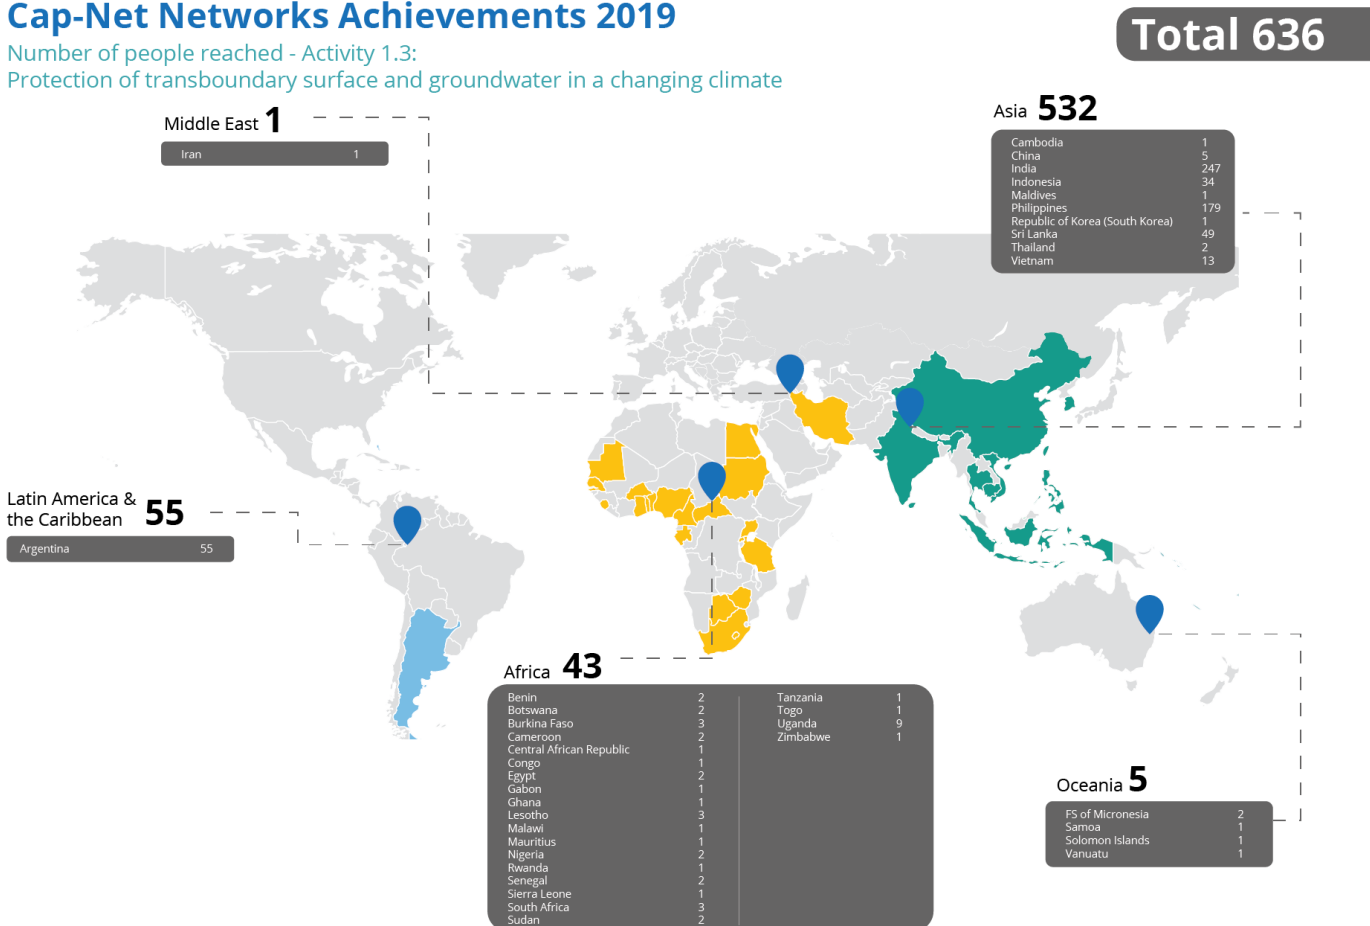 Cap-Net Networks Achievements 2019
Total 636
Number of people reached - Activity 1.3:
Protection of transboundary surface and groundwater in a changing climate
Middle East 1
Iran 1
Asia 532
Cambodia 1
China 5
India 247
Indonesia 34
Maldives 1
Philippines 179
Republic of Korea (South Korea) 1
Sri Lanka 49
Thailand 2
Vietnam 13
Latin America &
the Caribbean 55
Argentina 55
Africa 43
Benin 2
Botswana 2
Burkina Faso 3
Cameroon 2
Central African Republic 1
Congo 1
Egypt 2
Gabon 1
Ghana 1
Lesotho 3
Malawi 1
Mauritius 1
Nigeria 2
Rwanda 1
Senegal 2
Sierra Leone 1
South Africa 3
Sudan 2
Tanzania 1
Togo 1
Uganda 9
Zimbabwe 1
Oceania 5
FS of Micronesia 2
Samoa 1
Solomon Islands 1
Vanuatu 1